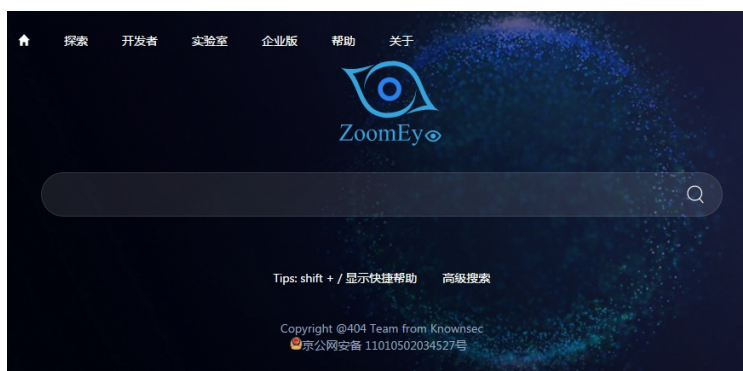 探索 开发者 实验室 企业版 帮助 关于
ZoomEy
Tips: shift + / 显示快捷帮助 高级搜索
Copyright @404 Team from Knownsec
京公网安备 11010502034527号